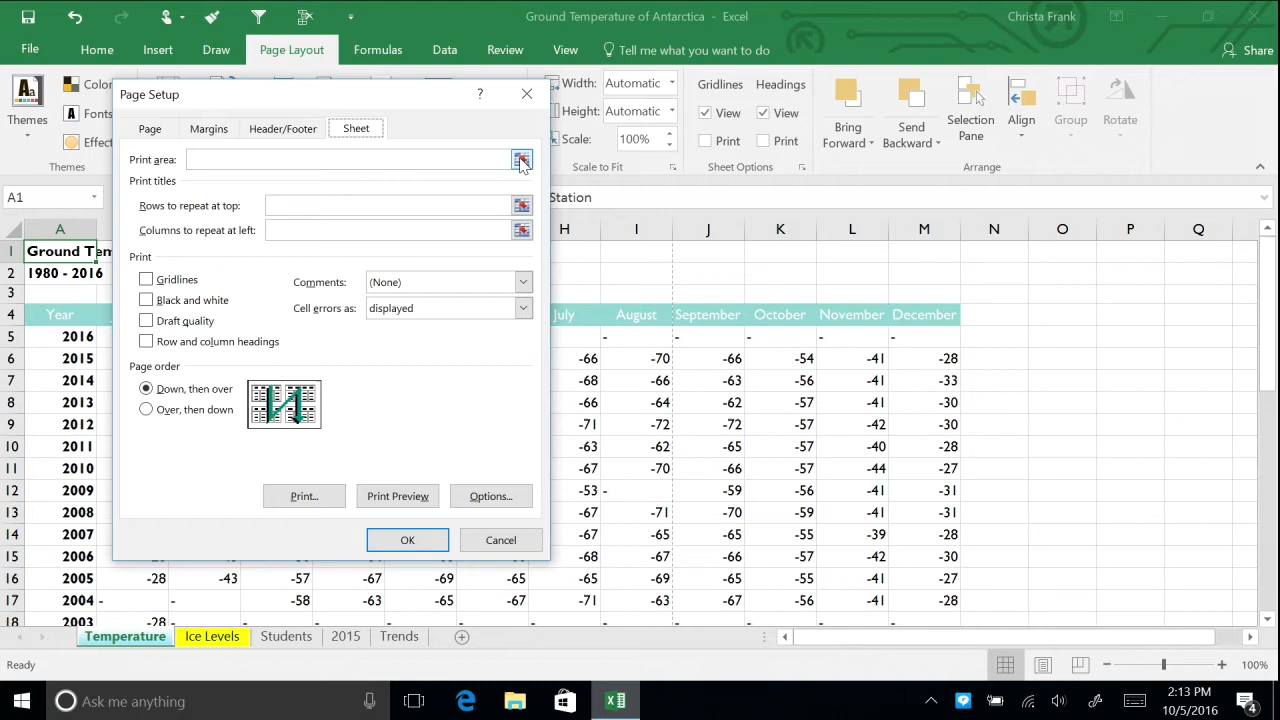 Ground Temperature of Antarctica - Excel
Christa Frank
File Home Insert Draw Page Layout Formulas Data Review View Tell me what you want to do Share
Themes
Color
Fonts
Effect
Themes
Width: Automatic
Height: Automatic
Scale: 100%
Scale to Fit
Gridlines Headings
View View
Print Print
Sheet Options
Bring Forward
Send Backward
Selection Pane
Align
Group
Rotate
Arrange
A1
Station
Page Setup
?
Page Margins Header/Footer Sheet
Print area:
Print titles
Rows to repeat at top:
Columns to repeat at left:
Print
Gridlines
Black and white
Draft quality
Row and column headings
Comments: (None)
Cell errors as: displayed
Page order
Down, then over
Over, then down
Print... Print Preview Options...
OK Cancel
A H I J K L M N O P Q
1 Ground Tem
2 1980 - 2016
3
4 Year July August September October November December
5 2016 - - - - -
6 2015 -66 -70 -66 -54 -41 -28
7 2014 -68 -66 -63 -56 -41 -33
8 2013 -66 -64 -62 -57 -41 -30
9 2012 -71 -72 -72 -57 -42 -30
10 2011 -63 -62 -65 -57 -40 -28
11 2010 -67 -70 -66 -57 -44 -27
12 2009 -53 - -59 -56 -41 -31
13 2008 -67 -71 -70 -59 -41 -31
14 2007 -67 -65 -65 -57 -39 -28
15 2006 -68 -67 -66 -57 -42 -30
16 2005 -28 -43 -57 -67 -69 -65 -65 -69 -65 -55 -41 -27
17 2004 - - -58 -63 -65 -67 -71 -63 -67 -56 -41 -28
18 2003 -28 - - - - - - - - - - -
Temperature Ice Levels Students 2015 Trends
Ready
100%
Ask me anything
2:13 PM
10/5/2016
4